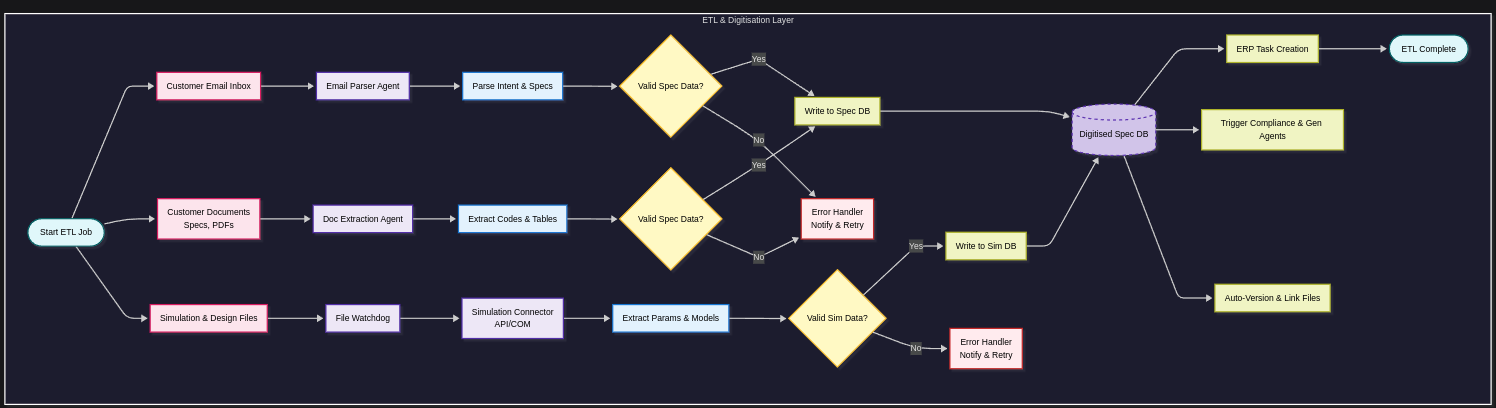 ETL & Digitisation Layer
Start ETL Job
Customer Email Inbox
Email Parser Agent
Parse Intent & Specs
Valid Spec Data?
Yes
No
Write to Spec DB
Customer Documents
Specs, PDFs
Doc Extraction Agent
Extract Codes & Tables
Valid Spec Data?
Yes
No
Error Handler
Notify & Retry
Simulation & Design Files
File Watchdog
Simulation Connector
API/COM
Extract Params & Models
Valid Sim Data?
Yes
No
Write to Sim DB
Error Handler
Notify & Retry
Digitised Spec DB
ERP Task Creation
ETL Complete
Trigger Compliance & Gen
Agents
Auto-Version & Link Files